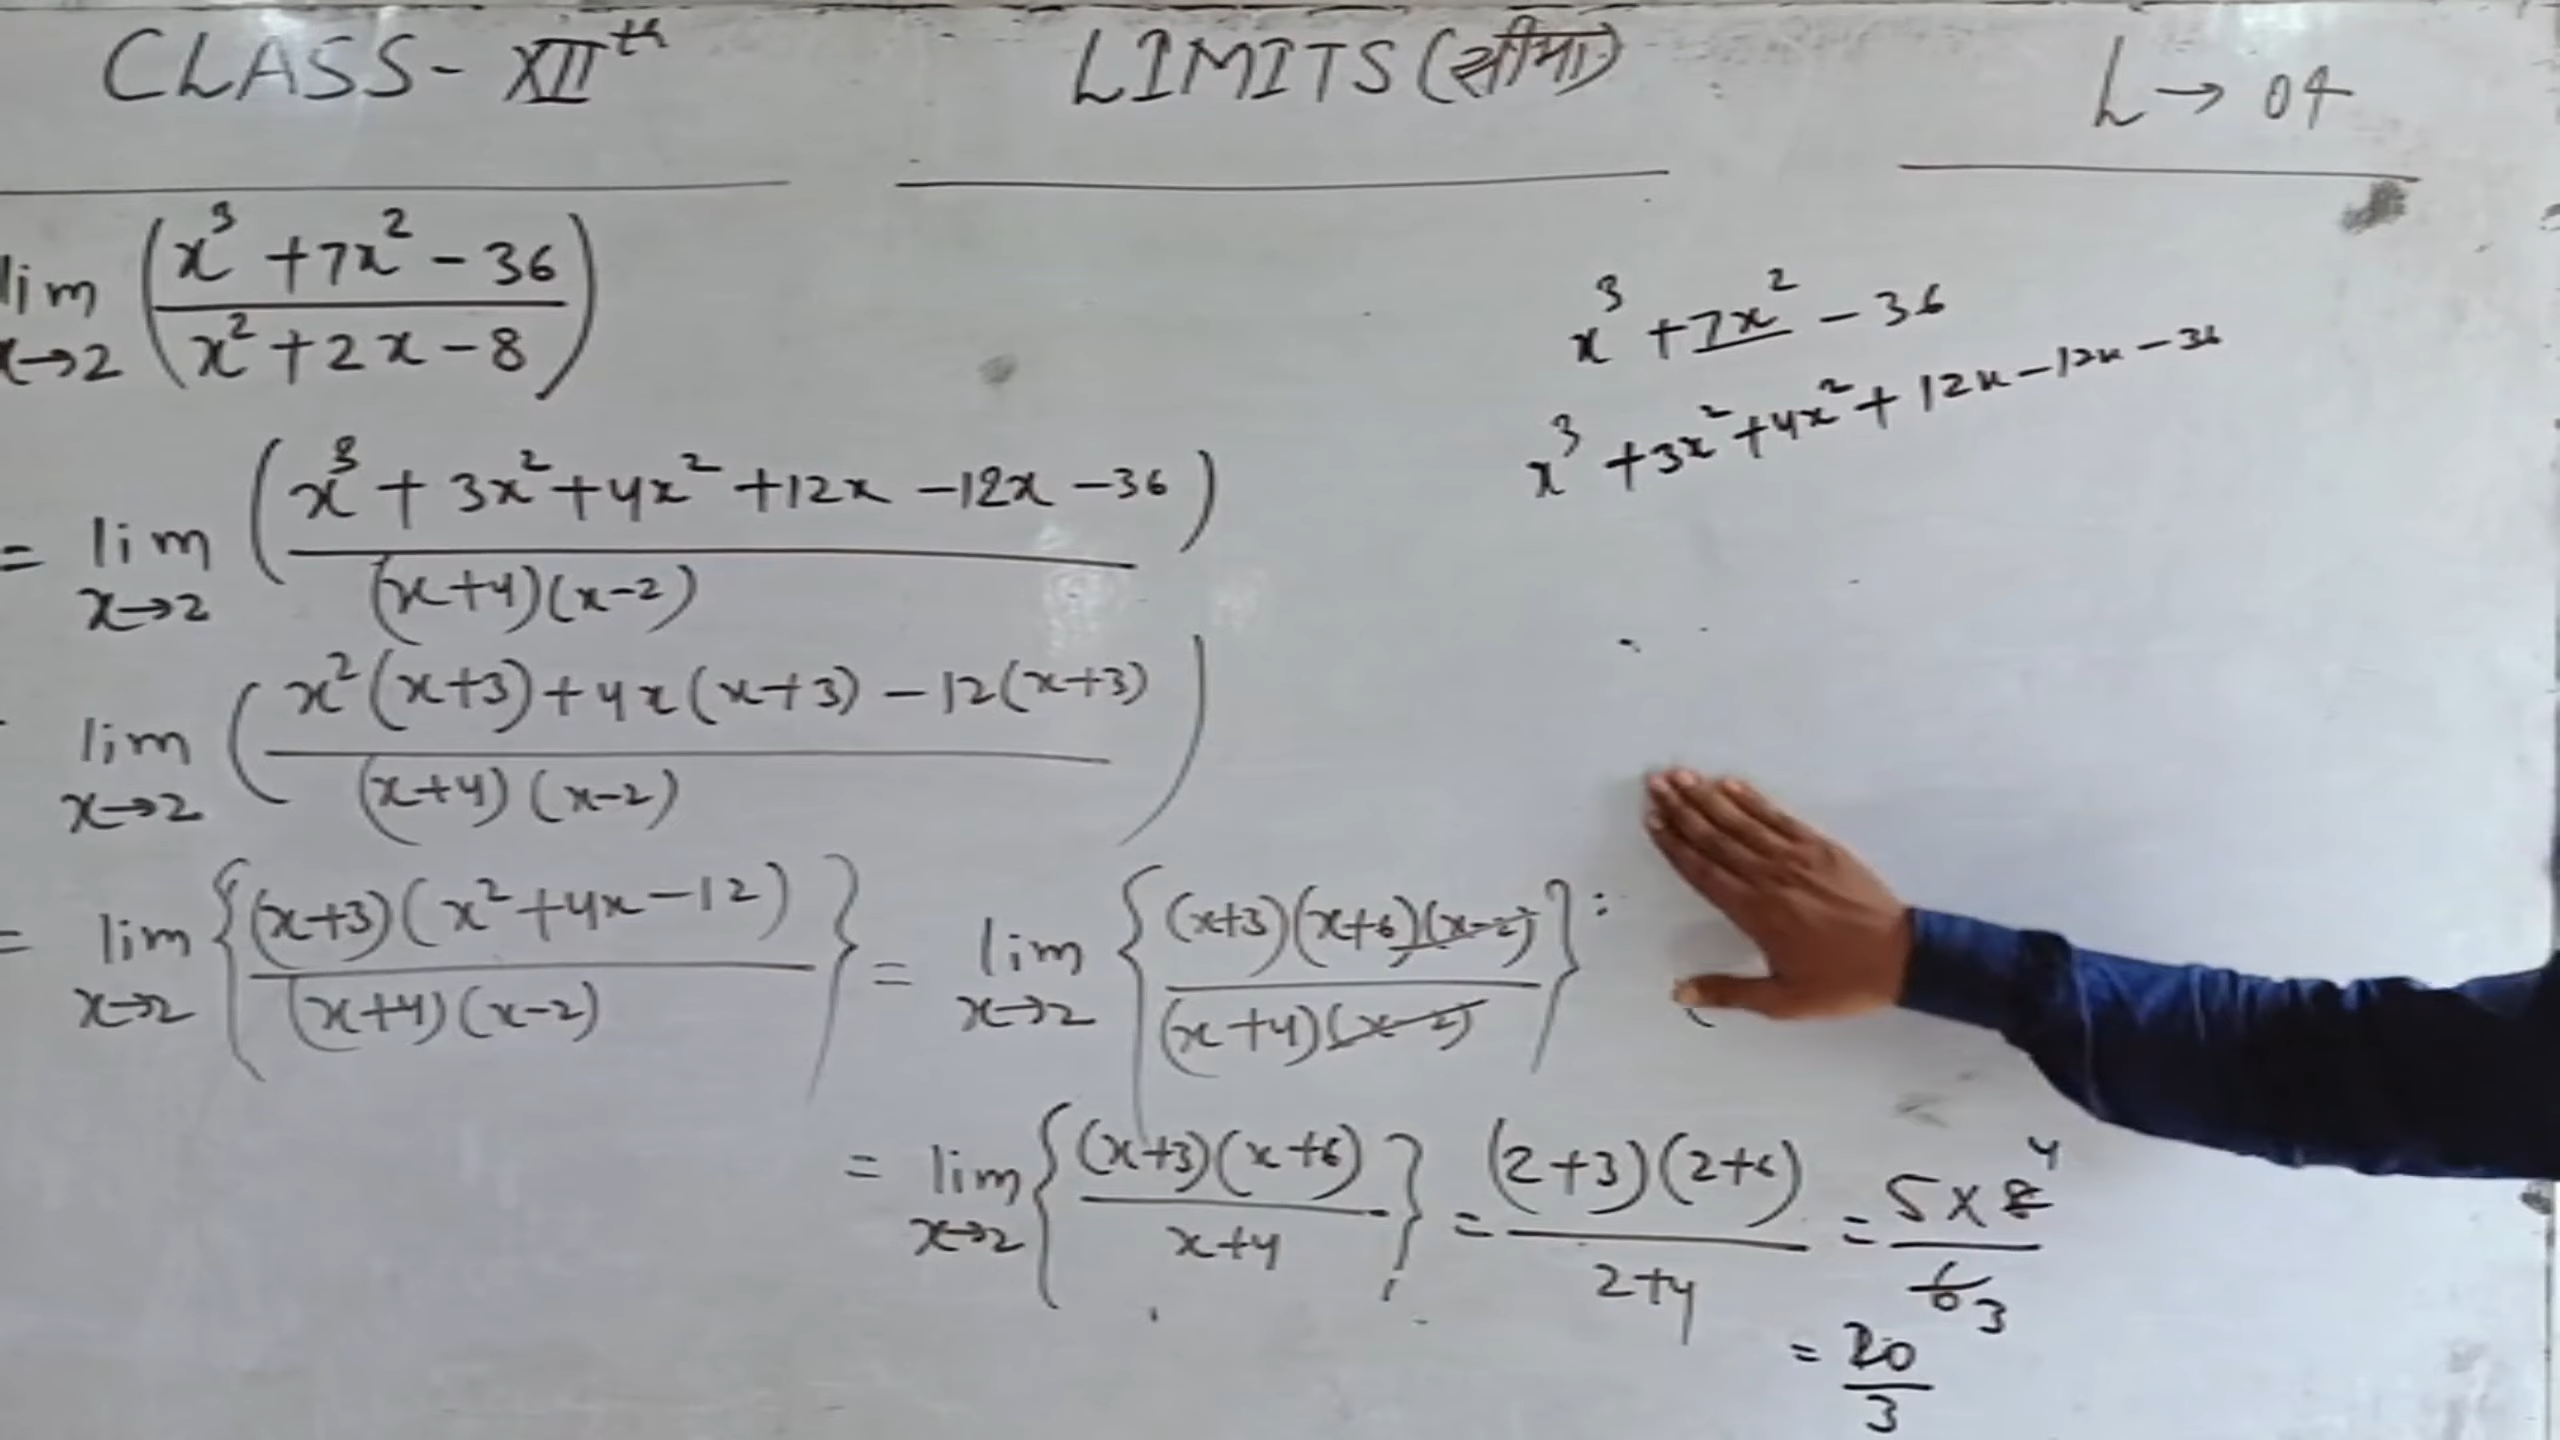 CLASS - XIIth LIMITS (सीमा) L → 04
lim x→2 ( (x³ + 7x² - 36) / (x² + 2x - 8) )
x³ + 7x² - 36
x³ + 3x² + 4x² + 12x - 12x - 36
= lim x→2 ( (x³ + 3x² + 4x² + 12x - 12x - 36) / ((x+4)(x-2)) )
lim x→2 ( (x²(x+3) + 4x(x+3) - 12(x+3)) / ((x+4)(x-2)) )
= lim x→2 { ((x+3)(x²+4x-12)) / ((x+4)(x-2)) } = lim x→2 { ((x+3)(x+6)(x-2)) / ((x+4)(x-2)) }
= lim x→2 { ((x+3)(x+6)) / (x+4) } = ((2+3)(2+6)) / (2+4) = (5×8 4) / (6 3)
= 20/3